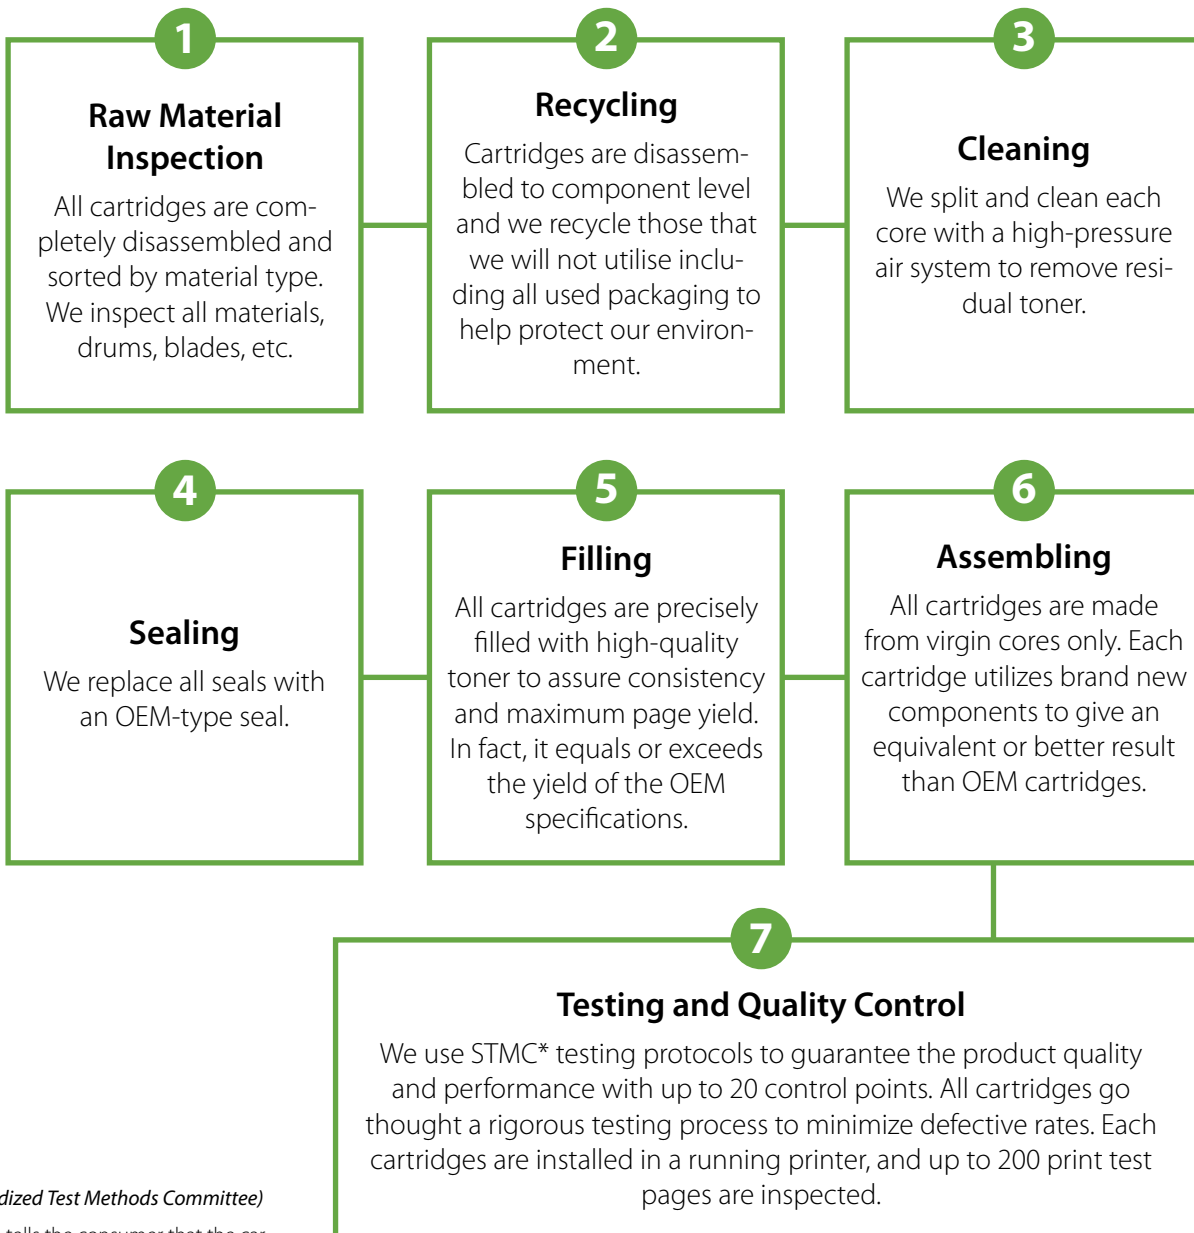 1
Raw Material
Inspection
All cartridges are com-
pletely disassembled and
sorted by material type.
We inspect all materials,
drums, blades, etc.
2
Recycling
Cartridges are disassem-
bled to component level
and we recycle those that
we will not utilise inclu-
ding all used packaging to
help protect our environ-
ment.
3
Cleaning
We split and clean each
core with a high-pressure
air system to remove resi-
dual toner.
4
Sealing
We replace all seals with
an OEM-type seal.
5
Filling
All cartridges are precisely
filled with high-quality
toner to assure consistency
and maximum page yield.
In fact, it equals or exceeds
the yield of the OEM
specifications.
6
Assembling
All cartridges are made
from virgin cores only. Each
cartridge utilizes brand new
components to give an
equivalent or better result
than OEM cartridges.
7
Testing and Quality Control
We use STMC* testing protocols to guarantee the product quality
and performance with up to 20 control points. All cartridges go
thought a rigorous testing process to minimize defective rates. Each
cartridges are installed in a running printer, and up to 200 print test
pages are inspected.
dized Test Methods Committee)
tells the consumer that the car